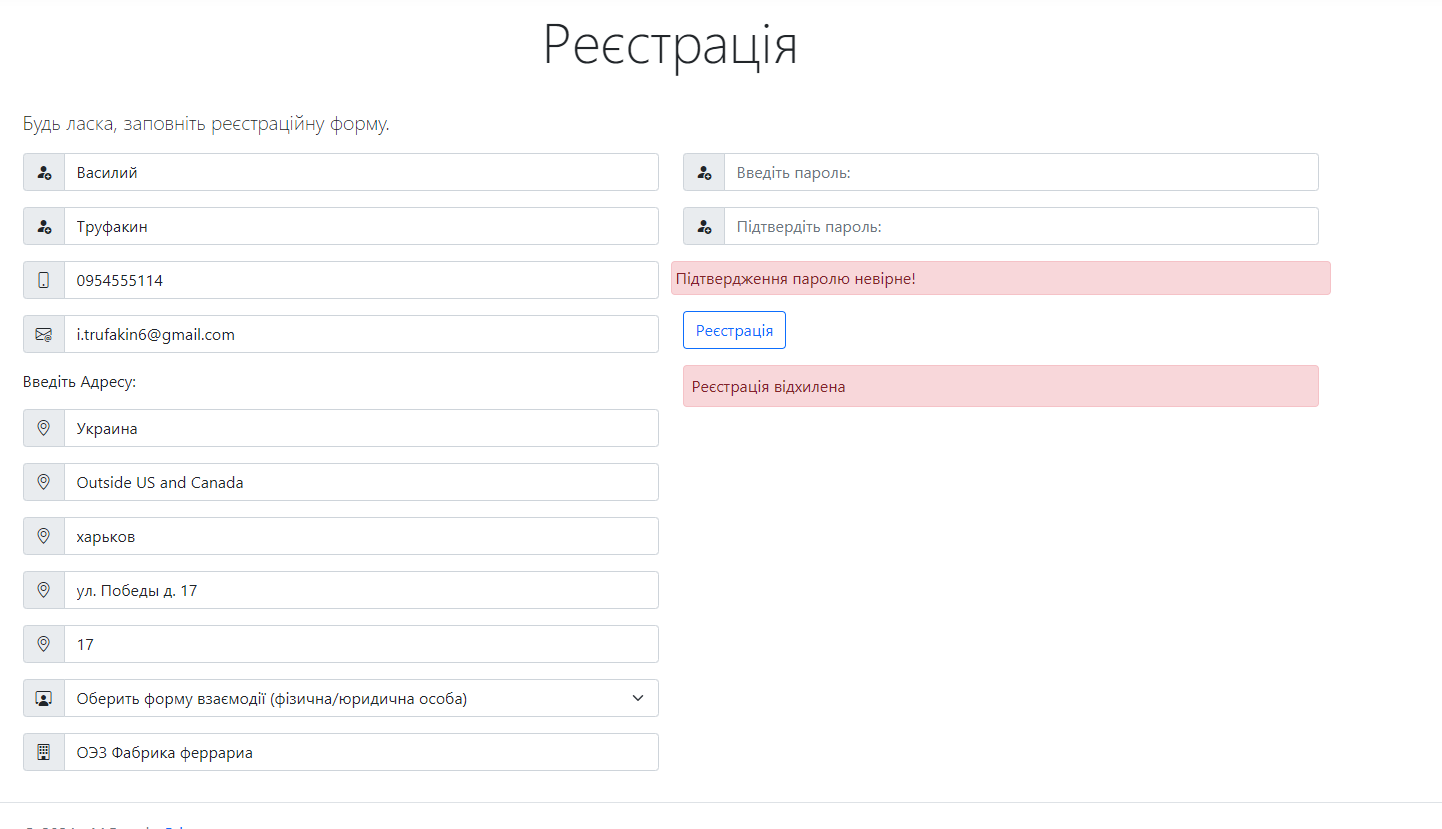 Реєстрація
Будь ласка, заповніть реєстраційну форму.
Василий
Труфакин
0954555114
i.trufakin6@gmail.com
Введіть Адресу:
Украина
Outside US and Canada
харьков
ул. Победы д. 17
17
Оберить форму взаємодії (фізична/юридична особа)
ОЭЗ Фабрика феррариа
Введіть пароль:
Підтвердіть пароль:
Підтвердження паролю невірне!
Реєстрація
Реєстрація відхилена